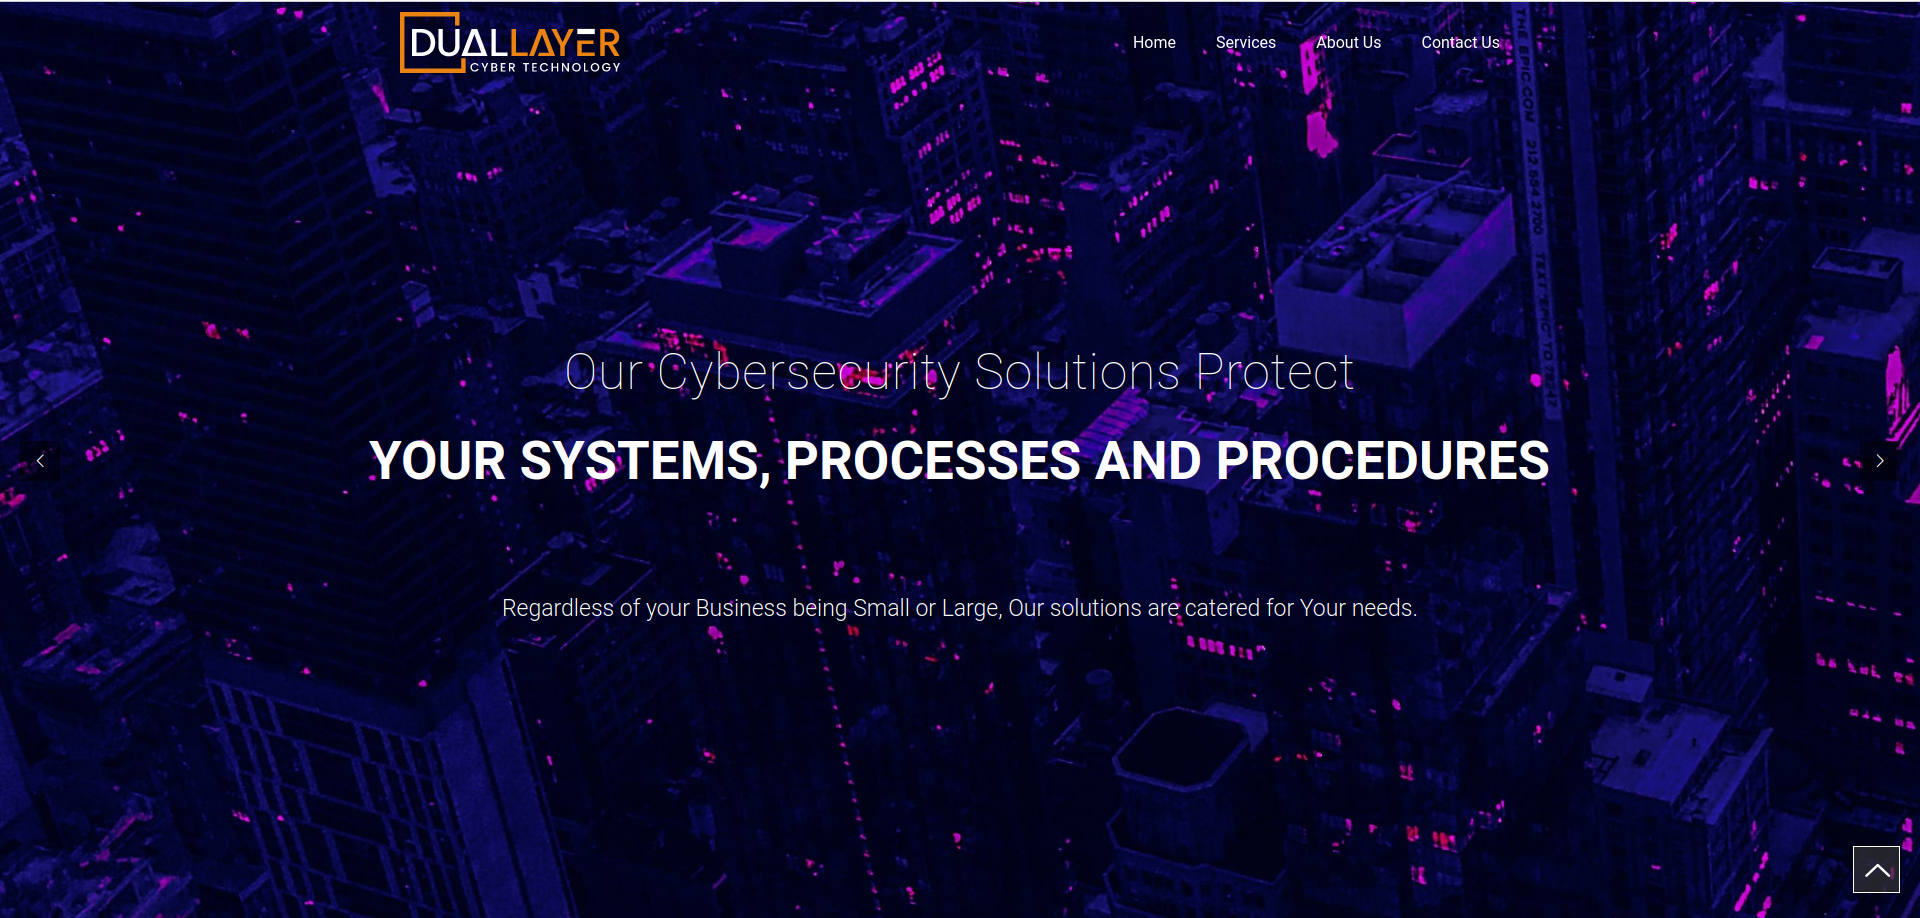 DUALLAYER
CYBER TECHNOLOGY
Home
Services
About Us
Contact Us
Our Cybersecurity Solutions Protect
YOUR SYSTEMS, PROCESSES AND PROCEDURES
Regardless of your Business being Small or Large, Our solutions are catered for Your needs.